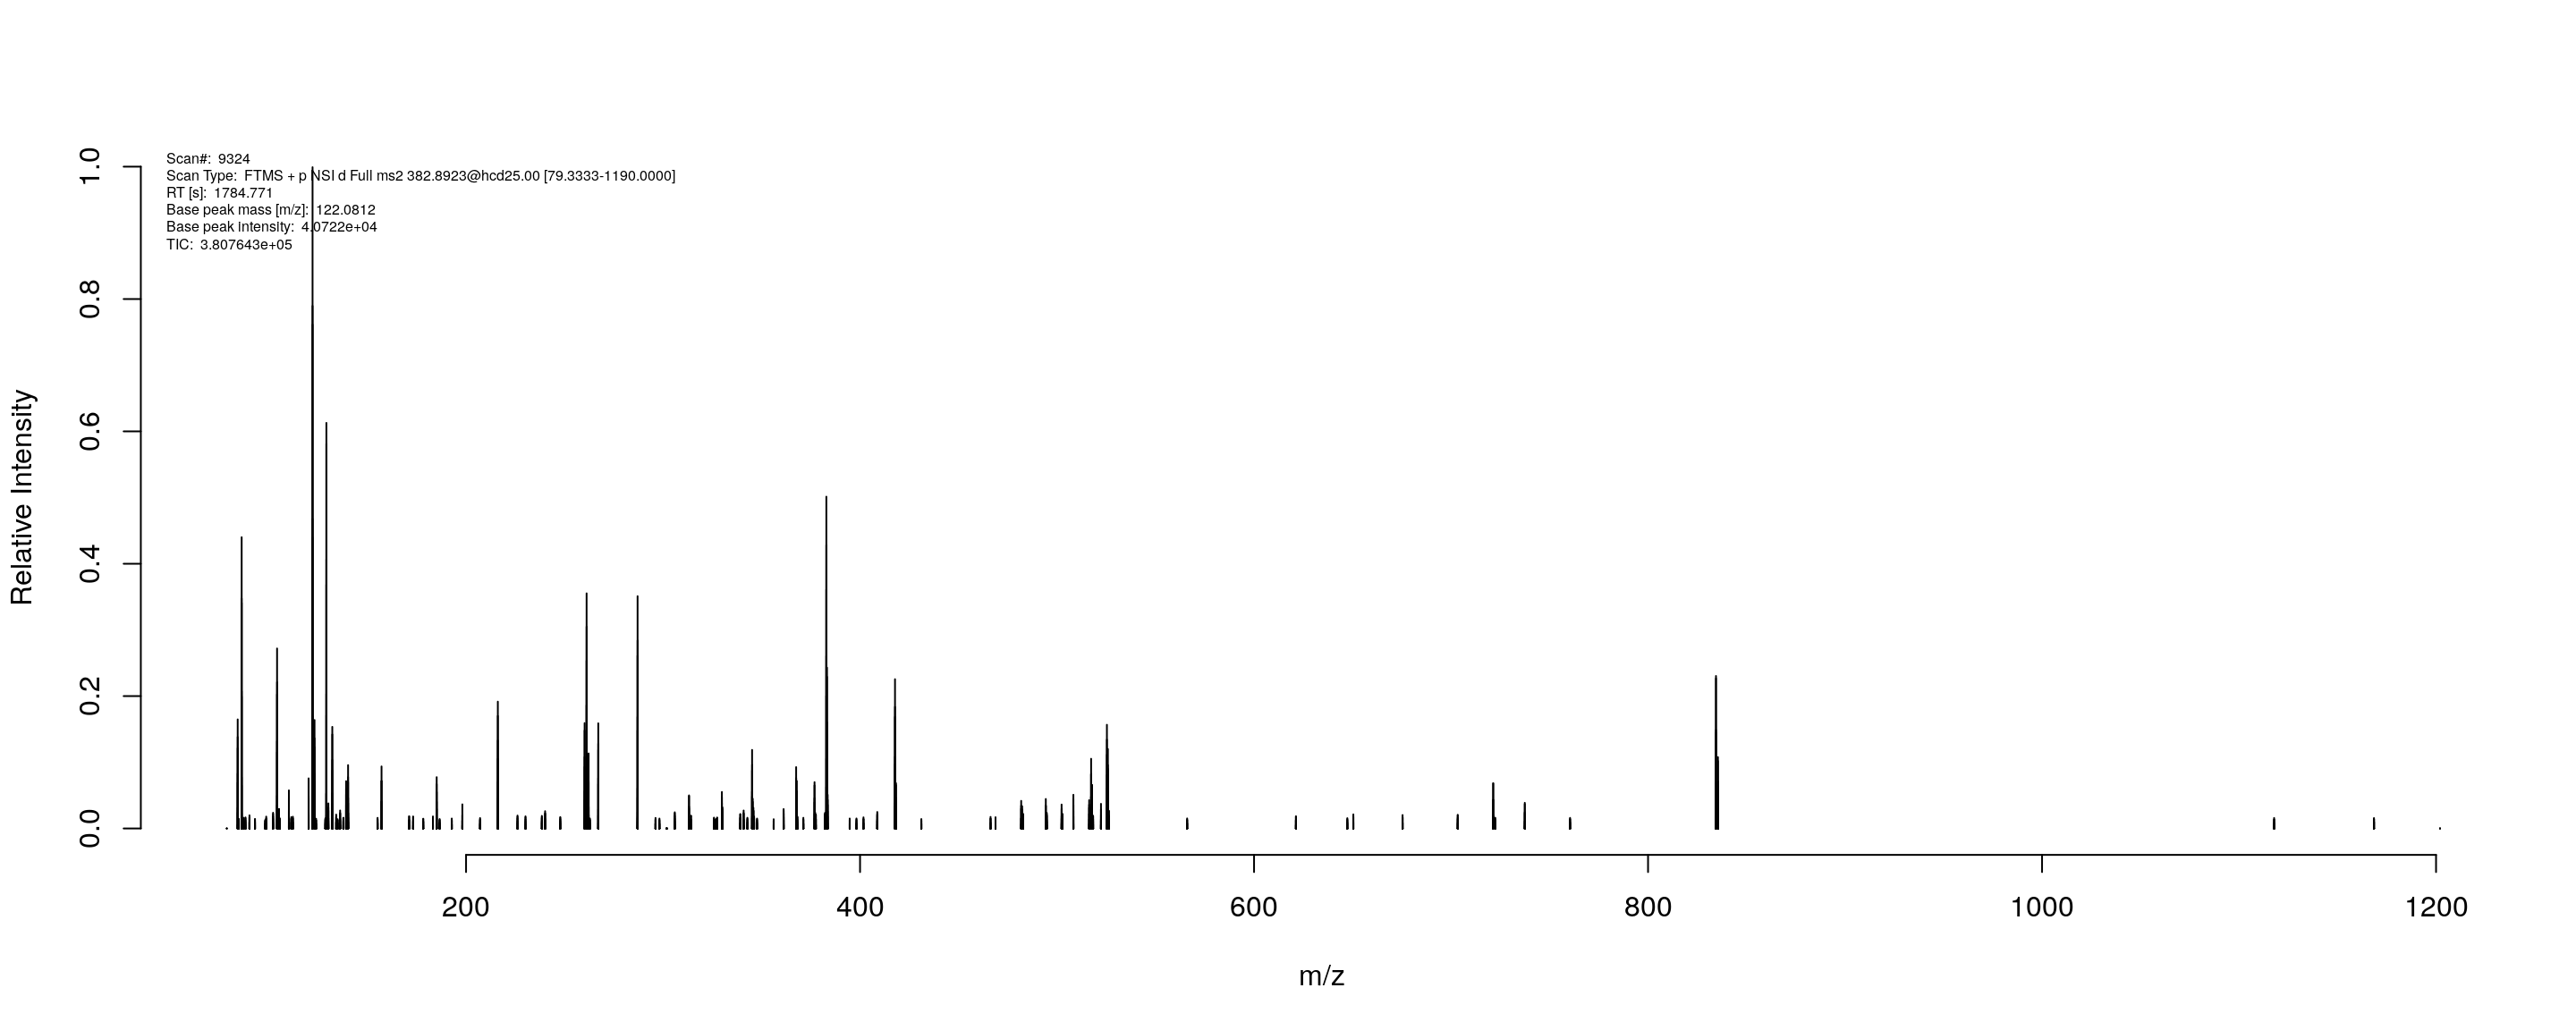 Scan#: 9324
Scan Type: FTMS + p NSI d Full ms2 382.8923@hcd25.00 [79.3333-1190.0000]
RT [s]: 1784.771
Base peak mass [m/z]: 122.0812
Base peak intensity: 4.0722e+04
TIC: 3.807643e+05
Relative Intensity
1.0
0.8
0.6
0.4
0.2
0.0
200 400 600 800 1000 1200
m/z